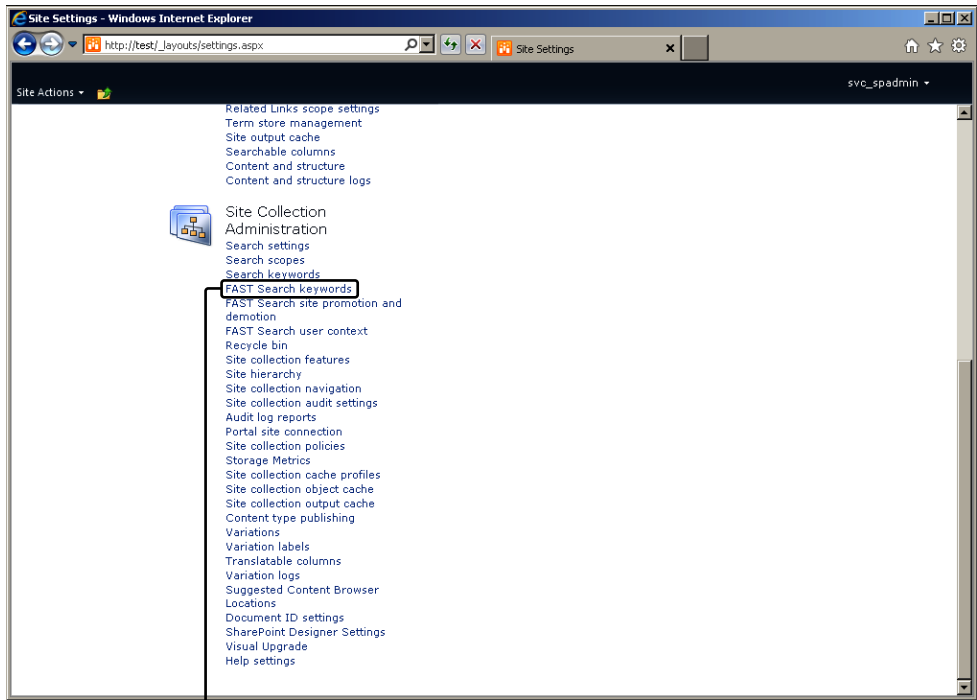 Site Settings - Windows Internet Explorer
http://test/_layouts/settings.aspx
Site Settings
svc_spadmin
Site Actions
Related Links scope settings
Term store management
Site output cache
Searchable columns
Content and structure
Content and structure logs
Site Collection
Administration
Search settings
Search scopes
Search keywords
FAST Search keywords
FAST Search site promotion and
demotion
FAST Search user context
Recycle bin
Site collection features
Site hierarchy
Site collection navigation
Site collection audit settings
Audit log reports
Portal site connection
Site collection policies
Storage Metrics
Site collection cache profiles
Site collection object cache
Site collection output cache
Content type publishing
Variations
Variation labels
Translatable columns
Variation logs
Suggested Content Browser
Locations
Document ID settings
SharePoint Designer Settings
Visual Upgrade
Help settings